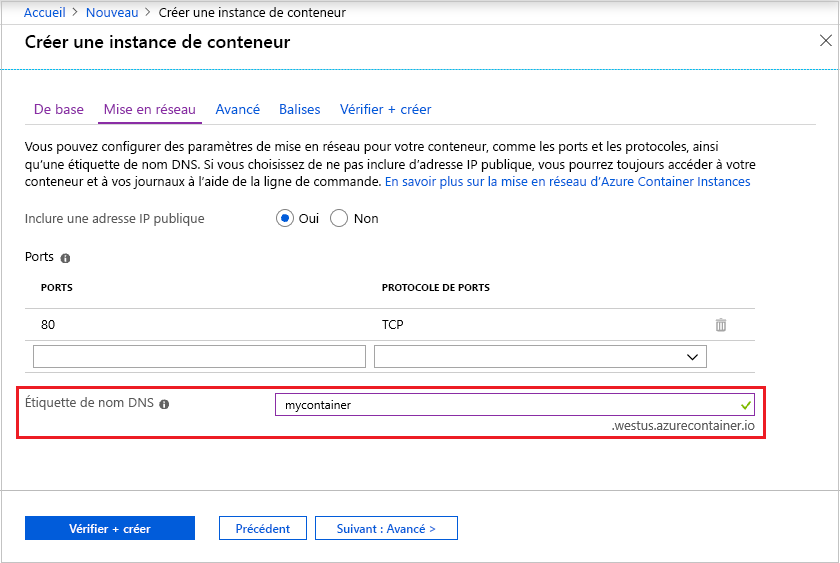 Accueil > Nouveau > Créer une instance de conteneur
Créer une instance de conteneur
De base Mise en réseau Avancé Balises Vérifier + créer
Vous pouvez configurer des paramètres de mise en réseau pour votre conteneur, comme les ports et les protocoles, ainsi
qu'une étiquette de nom DNS. Si vous choisissez de ne pas inclure d'adresse IP publique, vous pourrez toujours accéder à votre
conteneur et à vos journaux à l'aide de la ligne de commande. En savoir plus sur la mise en réseau d'Azure Container Instances
Inclure une adresse IP publique Oui Non
Ports
PORTS PROTOCOLE DE PORTS
80 TCP
Étiquette de nom DNS mycontainer
.westus.azurecontainer.io
Vérifier + créer Précédent Suivant : Avancé >